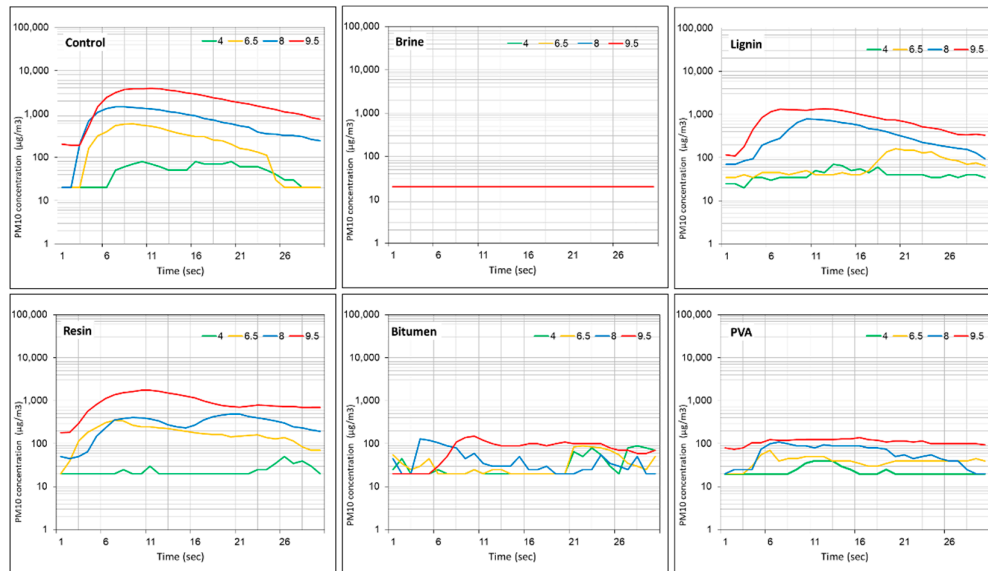 Control
4 6.5 8 9.5
PM10 concentration (µg/m3)
100,000
10,000
1,000
100
10
1
1 6 11 16 21 26
Time (sec)
Brine
4 6.5 8 9.5
PM10 concentration (µg/m3)
100,000
10,000
1,000
100
10
1
1 6 11 16 21 26
Time (sec)
Lignin
4 6.5 8 9.5
PM10 concentration (µg/m3)
100,000
10,000
1,000
100
10
1
1 6 11 16 21 26
Time (sec)
Resin
4 6.5 8 9.5
PM10 concentration (µg/m3)
100,000
10,000
1,000
100
10
1
1 6 11 16 21 26
Time (sec)
Bitumen
4 6.5 8 9.5
PM10 concentration (µg/m3)
100,000
10,000
1,000
100
10
1
1 6 11 16 21 26
Time (sec)
PVA
4 6.5 8 9.5
PM10 concentration (µg/m3)
100,000
10,000
1,000
100
10
1
1 6 11 16 21 26
Time (sec)